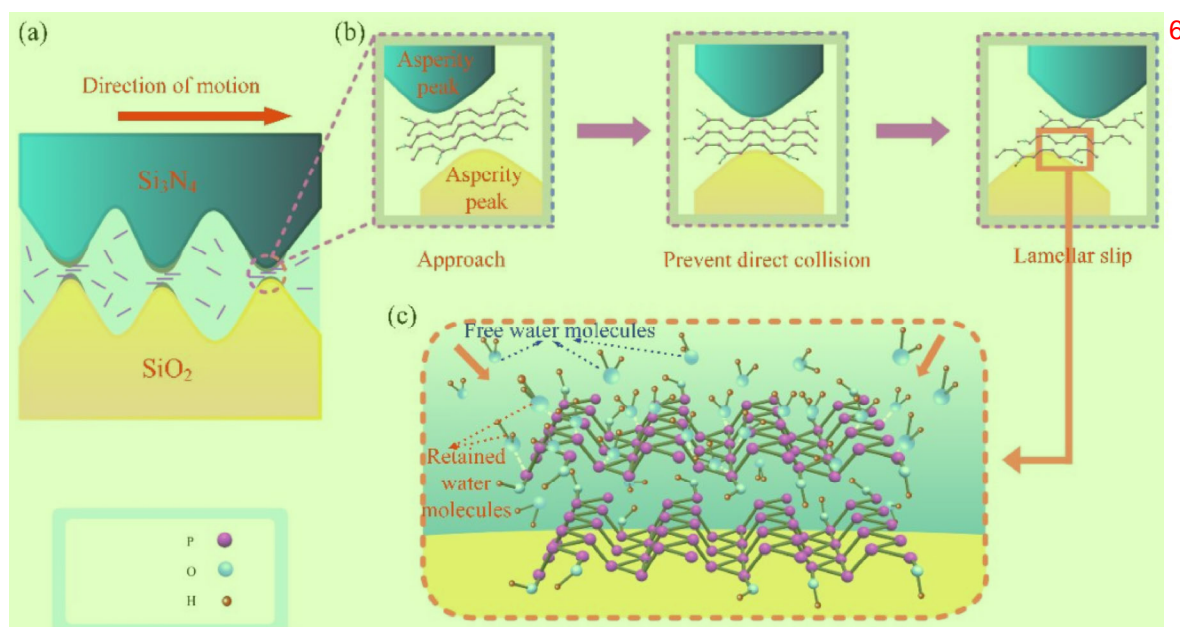 (a)
Direction of motion
Si₃N₄
SiO₂
(b)
6
Asperity
peak
Asperity
peak
Approach
Prevent direct collision
Lamellar slip
(c)
Free water molecules
Retained
water
molecules
P
O
H